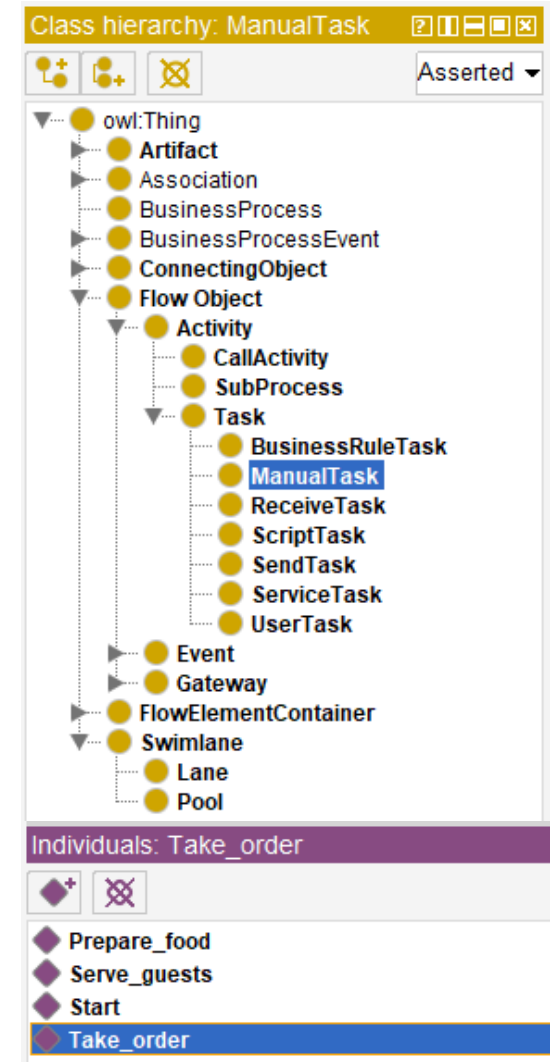 Class hierarchy: ManualTask
Asserted
owl:Thing
Artifact
Association
BusinessProcess
BusinessProcessEvent
ConnectingObject
Flow Object
Activity
CallActivity
SubProcess
Task
BusinessRuleTask
ManualTask
ReceiveTask
ScriptTask
SendTask
ServiceTask
UserTask
Event
Gateway
FlowElementContainer
Swimlane
Lane
Pool
Individuals: Take_order
Prepare_food
Serve_guests
Start
Take_order